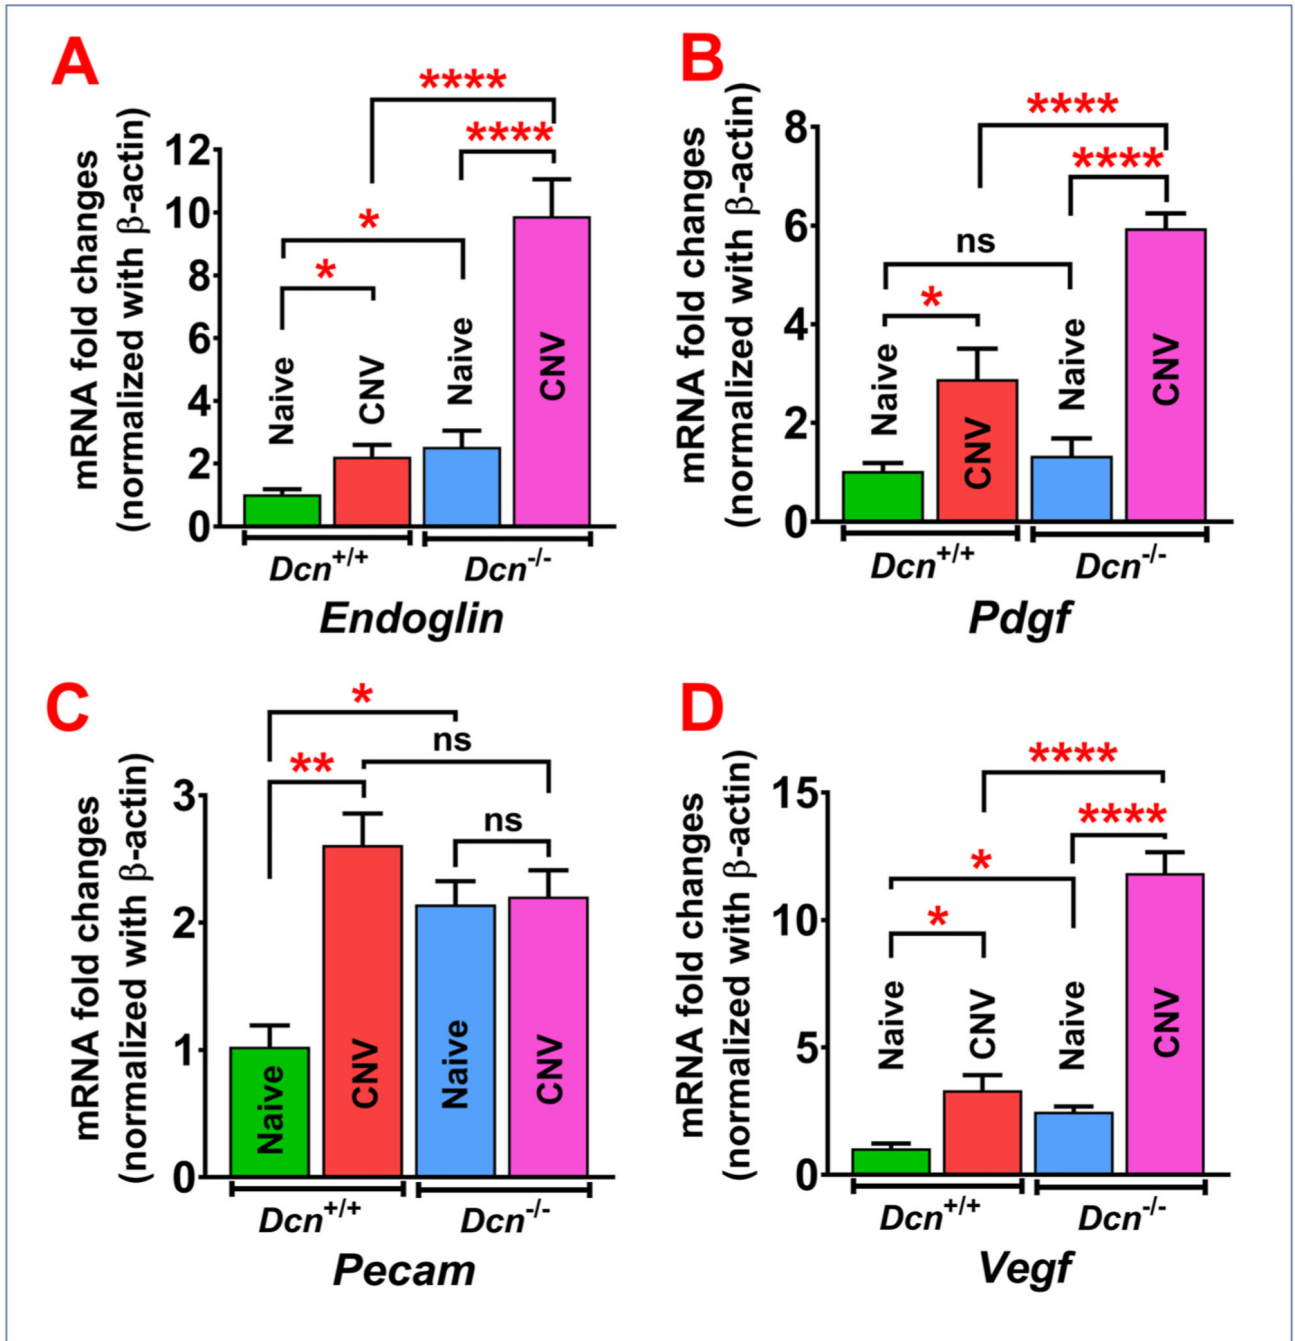 A
mRNA fold changes
(normalized with β-actin)
12
10
8
6
4
2
0
****
****
*
*
Naive
CNV
Naive
CNV
Dcn+/+
Dcn-/-
Endoglin
B
mRNA fold changes
(normalized with β-actin)
8
6
4
2
0
****
****
ns
*
Naive
CNV
Naive
CNV
Dcn+/+
Dcn-/-
Pdgf
C
mRNA fold changes
(normalized with β-actin)
3
2
1
0
*
ns
**
ns
Naive
CNV
Naive
CNV
Dcn+/+
Dcn-/-
Pecam
D
mRNA fold changes
(normalized with β-actin)
15
10
5
0
****
****
*
*
Naive
CNV
Naive
CNV
Dcn+/+
Dcn-/-
Vegf